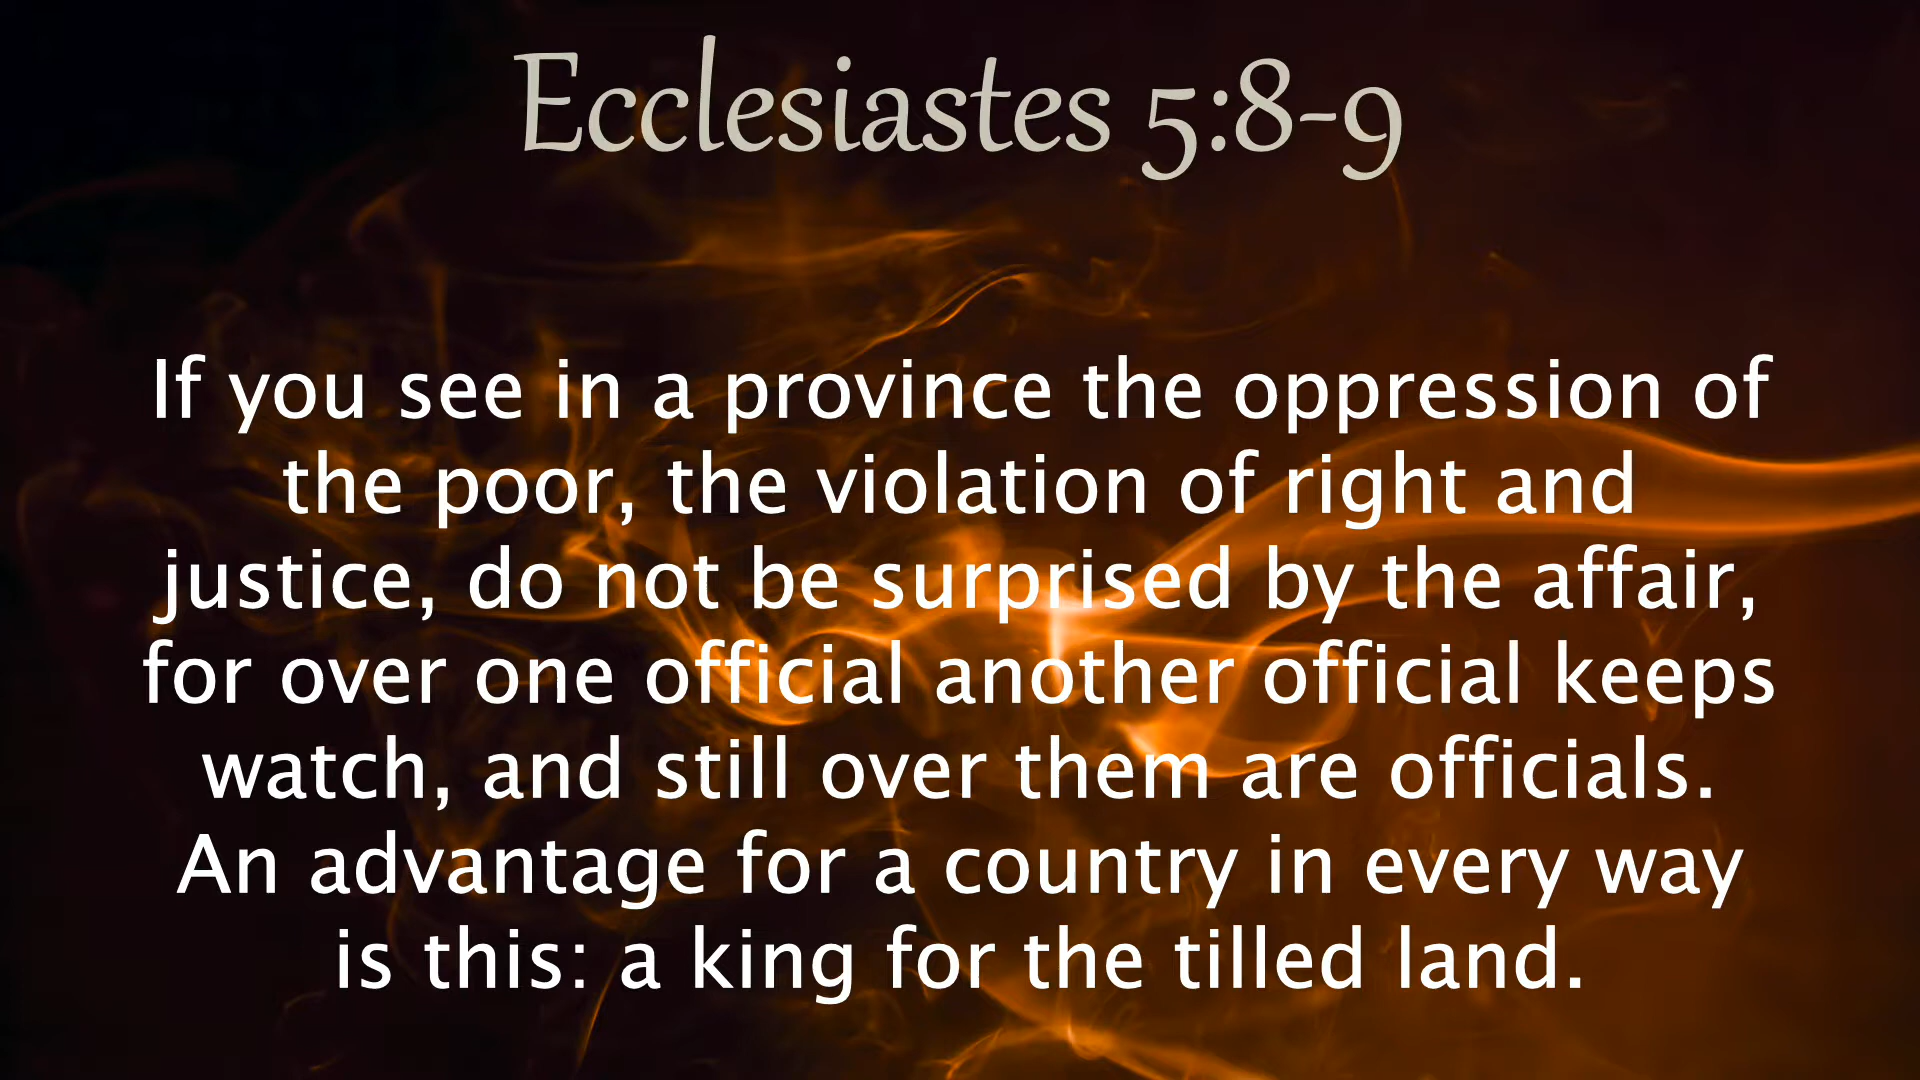 Ecclesiastes 5:8-9
If you see in a province the oppression of
the poor, the violation of right and
justice, do not be surprised by the affair,
for over one official another official keeps
watch, and still over them are officials.
An advantage for a country in every way
is this: a king for the tilled land.